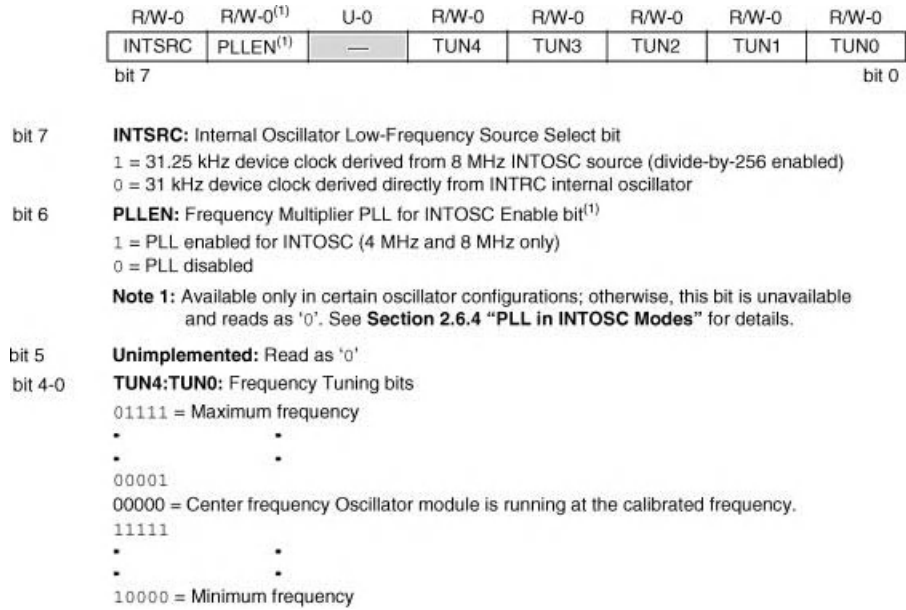 R/W-0 R/W-0(1) U-0 R/W-0 R/W-0 R/W-0 R/W-0 R/W-0
INTSRC PLLEN(1) — TUN4 TUN3 TUN2 TUN1 TUN0
bit 7 bit 0
bit 7 INTSRC: Internal Oscillator Low-Frequency Source Select bit
1 = 31.25 kHz device clock derived from 8 MHz INTOSC source (divide-by-256 enabled)
0 = 31 kHz device clock derived directly from INTRC internal oscillator
bit 6 PLLEN: Frequency Multiplier PLL for INTOSC Enable bit(1)
1 = PLL enabled for INTOSC (4 MHz and 8 MHz only)
0 = PLL disabled
Note 1: Available only in certain oscillator configurations; otherwise, this bit is unavailable
and reads as ‘0’. See Section 2.6.4 “PLL in INTOSC Modes” for details.
bit 5 Unimplemented: Read as ‘0’
bit 4-0 TUN4:TUN0: Frequency Tuning bits
01111 = Maximum frequency
• •
• •
00001
00000 = Center frequency Oscillator module is running at the calibrated frequency.
11111
• •
• •
10000 = Minimum frequency